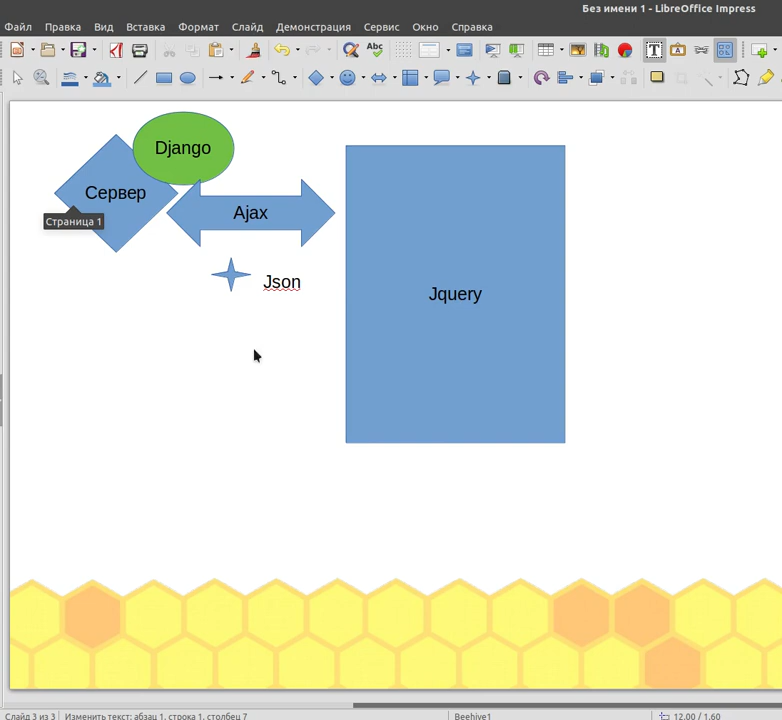 Без имени 1 - LibreOffice Impress
Файл Правка Вид Вставка Формат Слайд Демонстрация Сервис Окно Справка
Abc T A
Django
Сервер
Страница 1
Ajax
Json
Jquery
Слайд 3 из 3 Изменить текст: абзац 1, строка 1, столбец 7 Beehive1 12,00 / 1,60